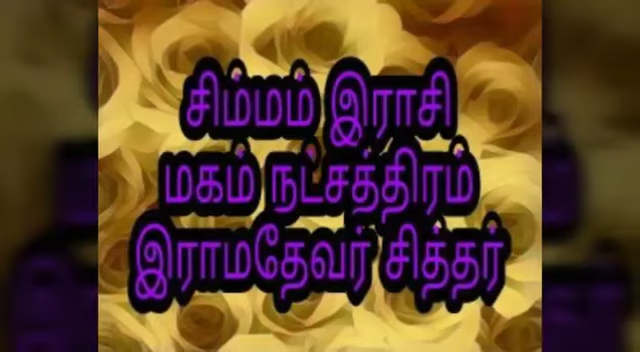 சிம்மம் இராசி
மகம் நட்சத்திரம்
இராமதேவர் சித்தர்